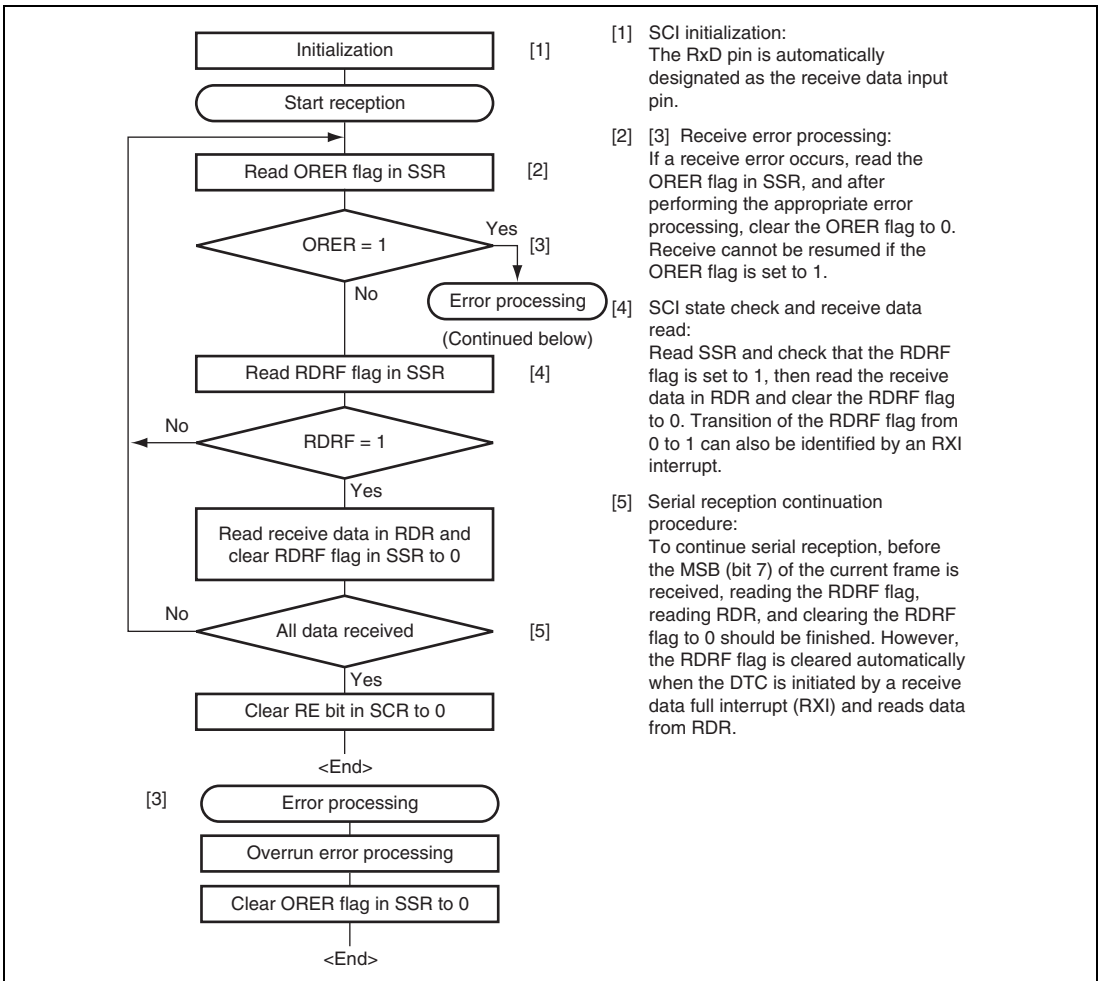 Initialization
[1]
Start reception
Read ORER flag in SSR
[2]
ORER = 1
Yes
[3]
No
Error processing
(Continued below)
Read RDRF flag in SSR
[4]
No
RDRF = 1
Yes
Read receive data in RDR and
clear RDRF flag in SSR to 0
No
All data received
[5]
Yes
Clear RE bit in SCR to 0
<End>
[3]
Error processing
Overrun error processing
Clear ORER flag in SSR to 0
<End>
[1] SCI initialization:
The RxD pin is automatically
designated as the receive data input
pin.
[2] [3] Receive error processing:
If a receive error occurs, read the
ORER flag in SSR, and after
performing the appropriate error
processing, clear the ORER flag to 0.
Receive cannot be resumed if the
ORER flag is set to 1.
[4] SCI state check and receive data
read:
Read SSR and check that the RDRF
flag is set to 1, then read the receive
data in RDR and clear the RDRF flag
to 0. Transition of the RDRF flag from
0 to 1 can also be identified by an RXI
interrupt.
[5] Serial reception continuation
procedure:
To continue serial reception, before
the MSB (bit 7) of the current frame is
received, reading the RDRF flag,
reading RDR, and clearing the RDRF
flag to 0 should be finished. However,
the RDRF flag is cleared automatically
when the DTC is initiated by a receive
data full interrupt (RXI) and reads data
from RDR.